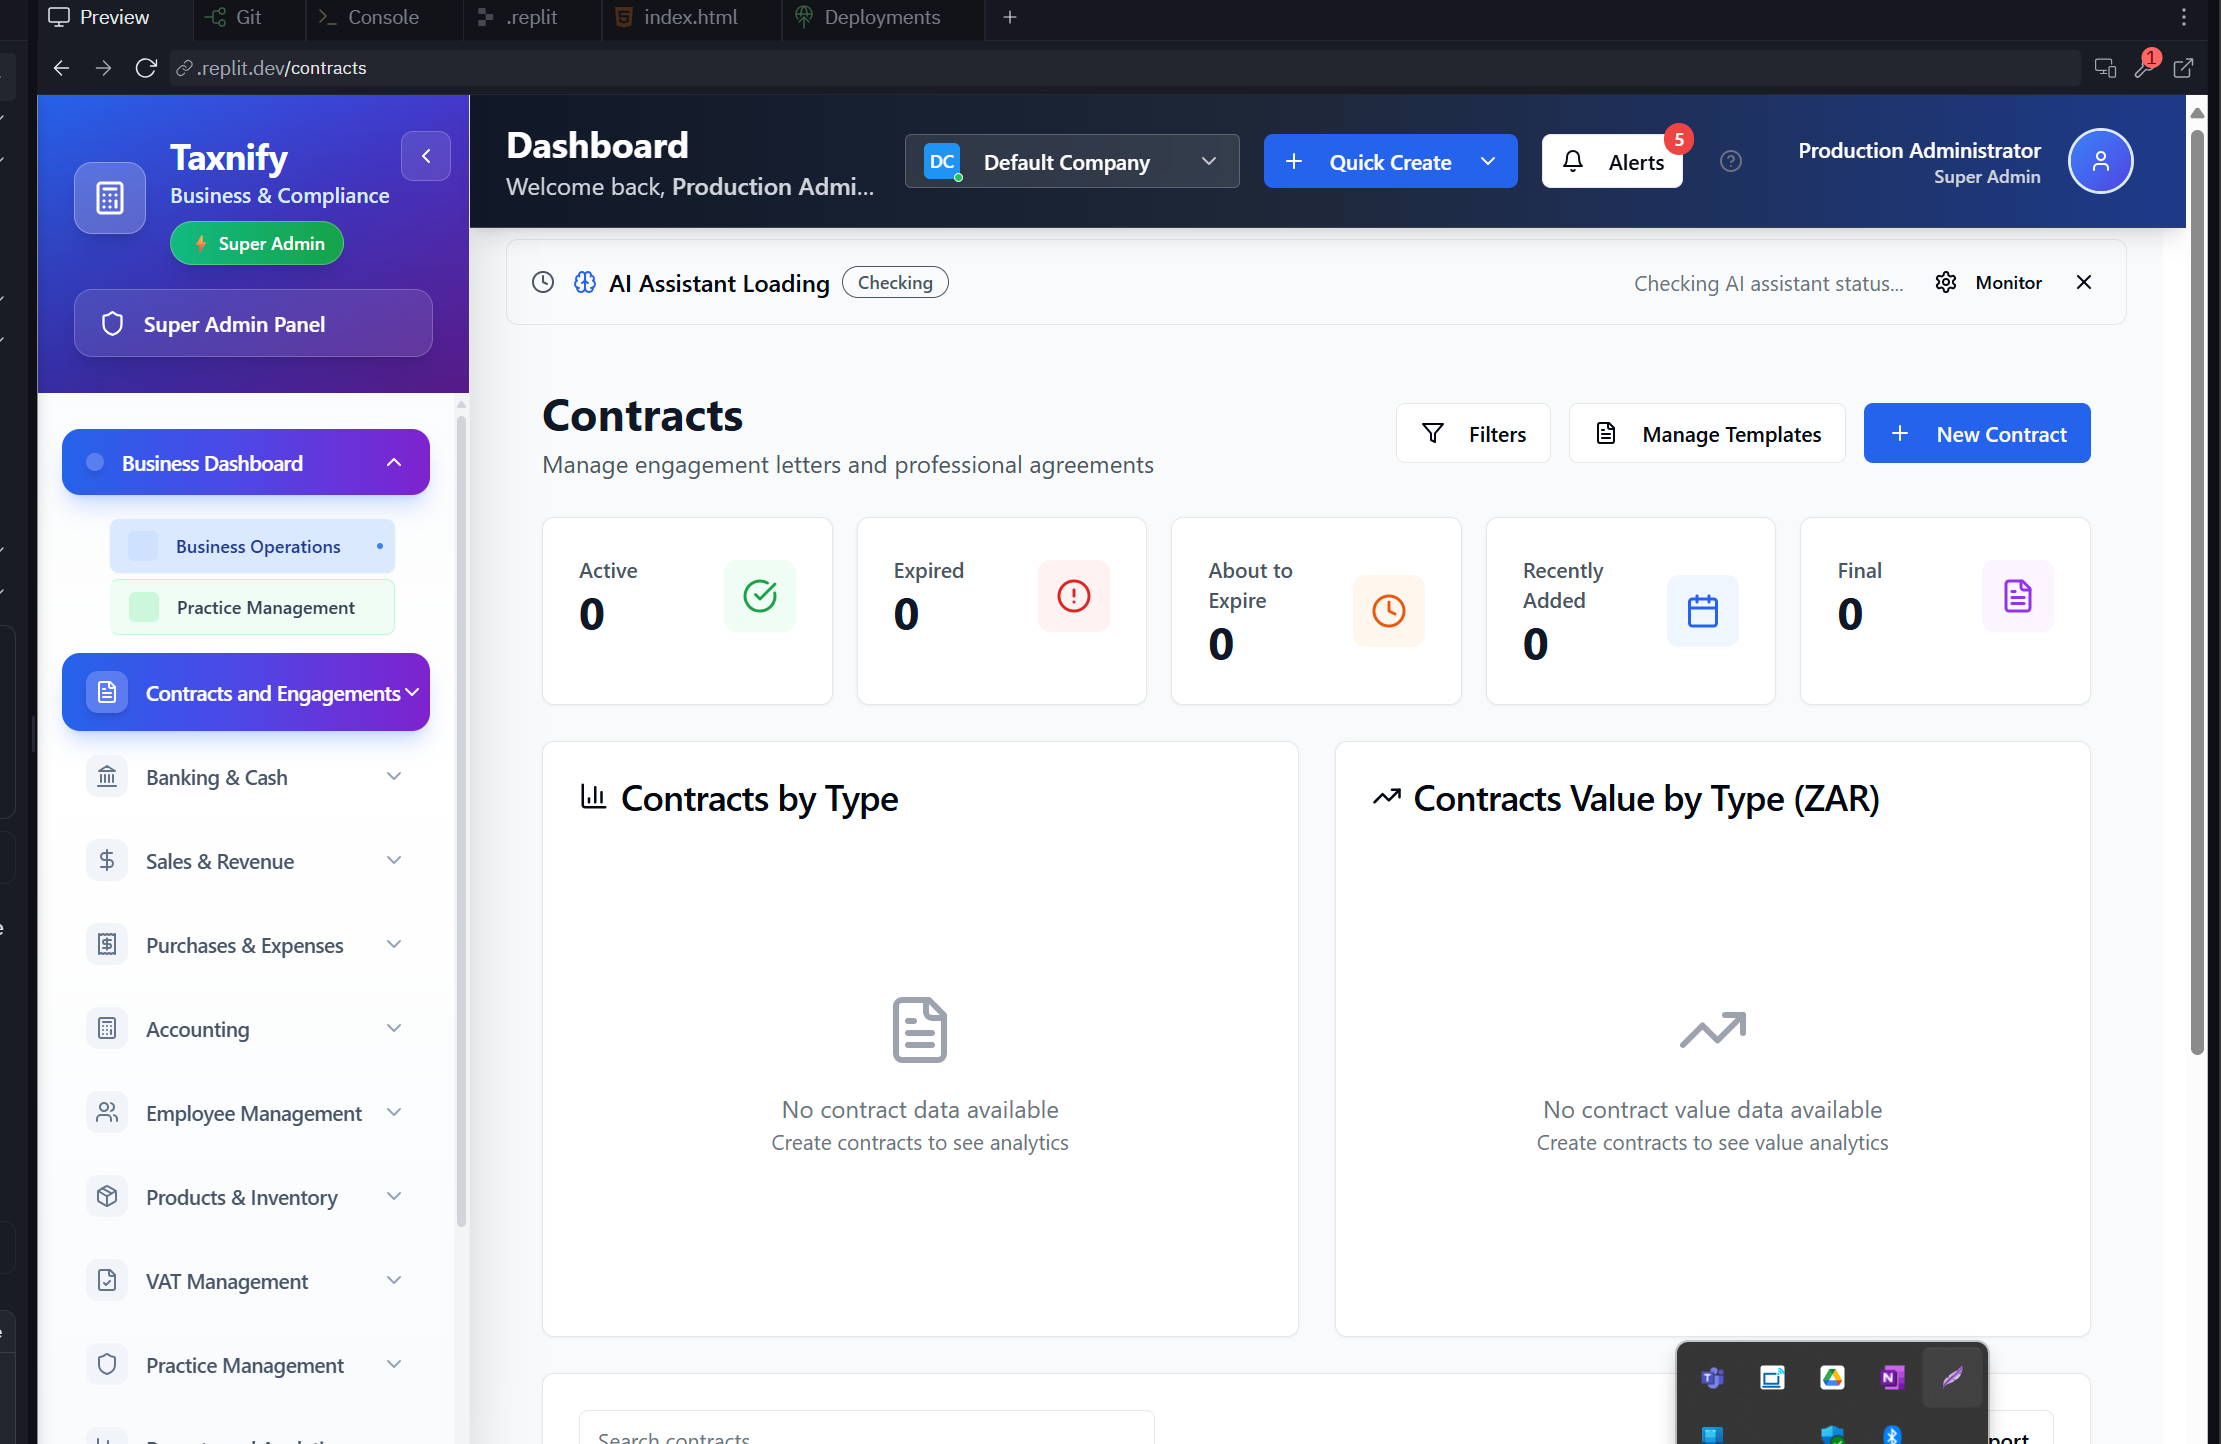 Preview
Git
Console
.replit
index.html
Deployments
.replit.dev/contracts
1
Taxnify
Business & Compliance
Super Admin
Super Admin Panel
Business Dashboard
Business Operations
Practice Management
Contracts and Engagements
Banking & Cash
Sales & Revenue
Purchases & Expenses
Accounting
Employee Management
Products & Inventory
VAT Management
Practice Management
Dashboard
Welcome back, Production Admi...
DC
Default Company
Quick Create
Alerts
5
Production Administrator
Super Admin
AI Assistant Loading
Checking
Checking AI assistant status...
Monitor
Contracts
Manage engagement letters and professional agreements
Filters
Manage Templates
New Contract
Active
0
Expired
0
About to
Expire
0
Recently
Added
0
Final
0
Contracts by Type
No contract data available
Create contracts to see analytics
Contracts Value by Type (ZAR)
No contract value data available
Create contracts to see value analytics
Search contracts